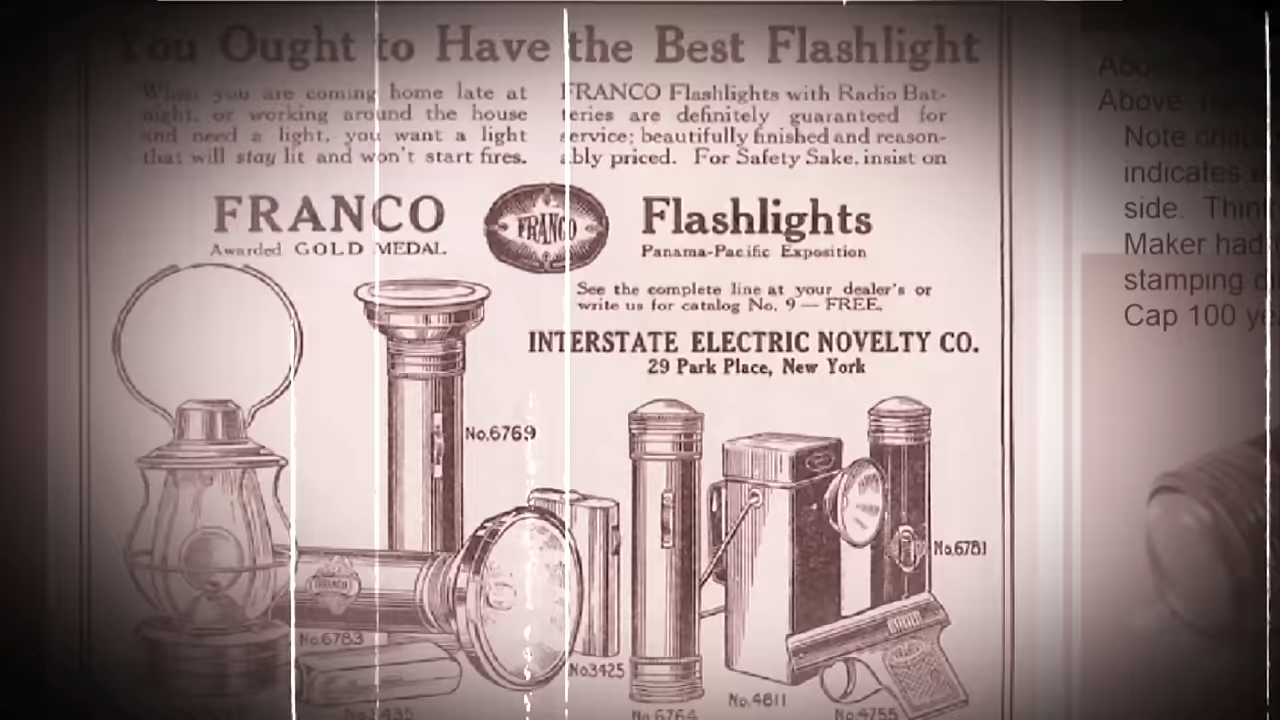 You Ought to Have the Best Flashlight
When you are coming home late at
night, or working around the house
and need a light, you want a light
that will stay lit and won't start fires.
FRANCO Flashlights with Radio Bat-
teries are definitely guaranteed for
service; beautifully finished and reason-
ably priced. For Safety Sake, insist on
FRANCO
Awarded GOLD MEDAL
FRANCO
Flashlights
Panama-Pacific Exposition
See the complete line at your dealer's or
write us for catalog No. 9 — FREE.
INTERSTATE ELECTRIC NOVELTY CO.
29 Park Place, New York
No.6769
No.6781
FRANCO
No.6783
No3425
No.4811
No.6764
No.4755
Above
Note
indicates
side. Thin
Maker had
stamping
Cap 100